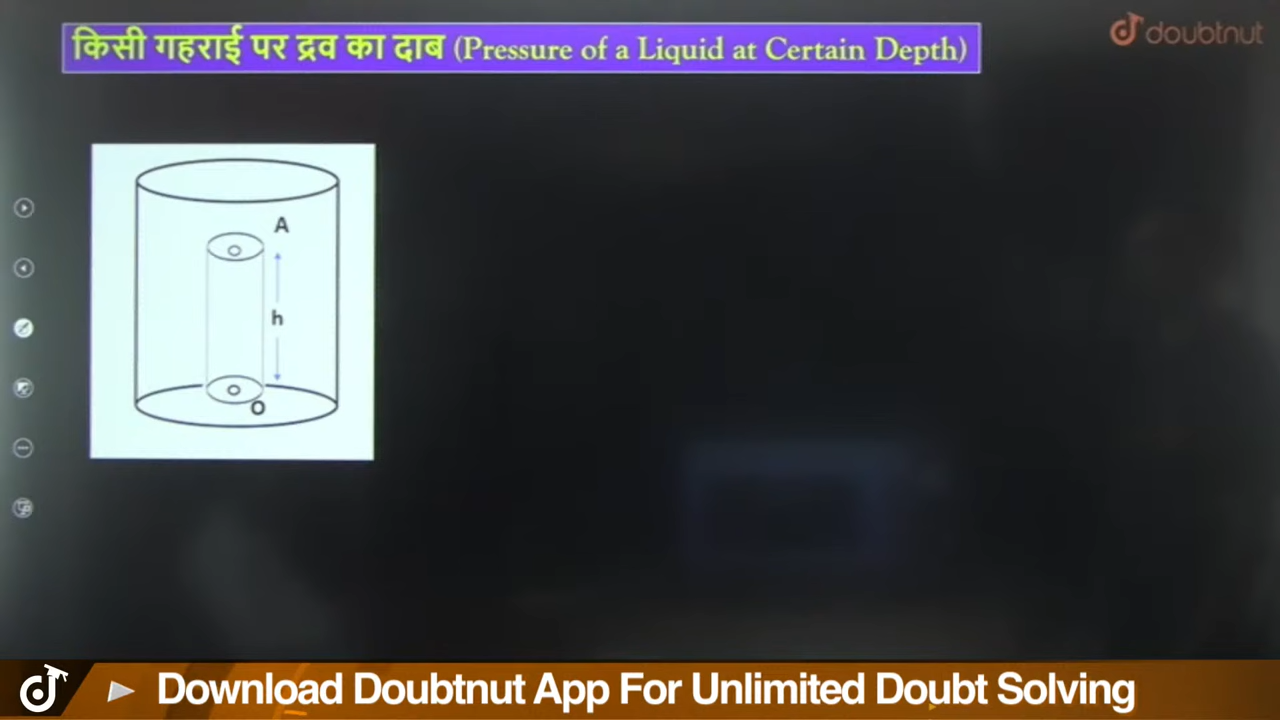 किसी गहराई पर द्रव का दाब (Pressure of a Liquid at Certain Depth)
doubtnut
A
h
O
Download Doubtnut App For Unlimited Doubt Solving